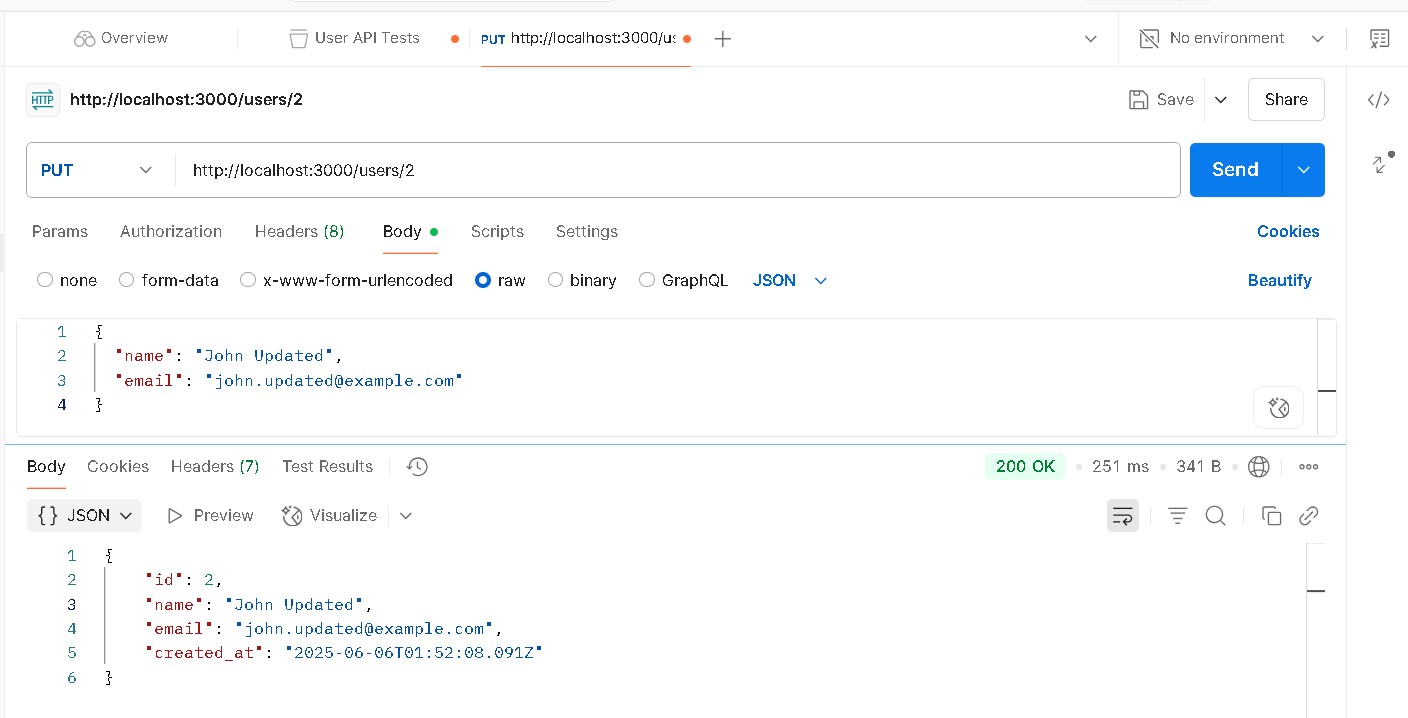 Overview User API Tests PUT http://localhost:3000/us No environment
HTTP http://localhost:3000/users/2 Save Share
PUT http://localhost:3000/users/2 Send
Params Authorization Headers (8) Body Scripts Settings Cookies
none form-data x-www-form-urlencoded raw binary GraphQL JSON Beautify
1 {
2 "name": "John Updated",
3 "email": "john.updated@example.com"
4 }
Body Cookies Headers (7) Test Results 200 OK 251 ms 341 B
{} JSON Preview Visualize
1 {
2 "id": 2,
3 "name": "John Updated",
4 "email": "john.updated@example.com",
5 "created_at": "2025-06-06T01:52:08.091Z"
6 }